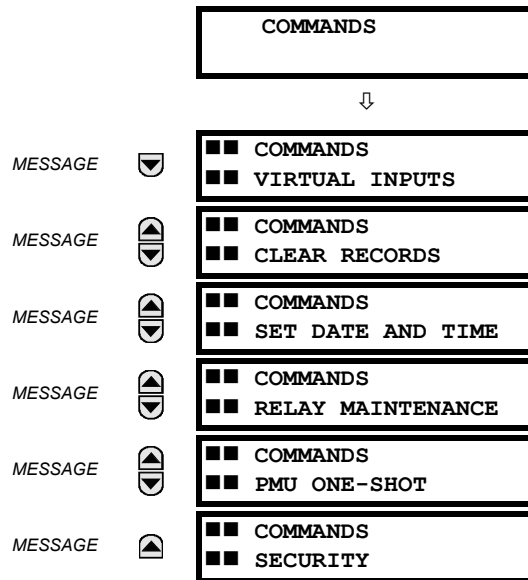 COMMANDS
⇩
MESSAGE
■■ COMMANDS
■■ VIRTUAL INPUTS
MESSAGE
■■ COMMANDS
■■ CLEAR RECORDS
MESSAGE
■■ COMMANDS
■■ SET DATE AND TIME
MESSAGE
■■ COMMANDS
■■ RELAY MAINTENANCE
MESSAGE
■■ COMMANDS
■■ PMU ONE-SHOT
MESSAGE
■■ COMMANDS
■■ SECURITY